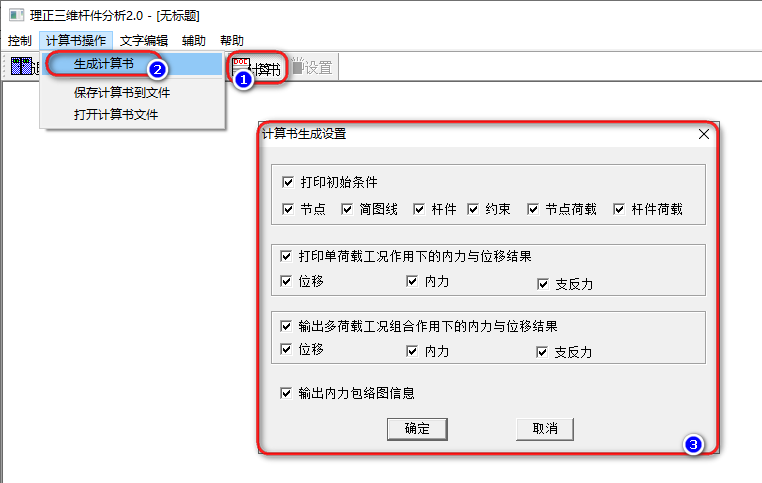 理正三维杆件分析2.0 - [无标题]
控制 计算书操作 文字编辑 辅助 帮助
生成计算书 2
DOC 计算书 设置
1
保存计算书到文件
打开计算书文件
计算书生成设置
打印初始条件
节点 简图线 杆件 约束 节点荷载 杆件荷载
打印单荷载工况作用下的内力与位移结果
位移 内力 支反力
输出多荷载工况组合作用下的内力与位移结果
位移 内力 支反力
输出内力包络图信息
确定 取消
3